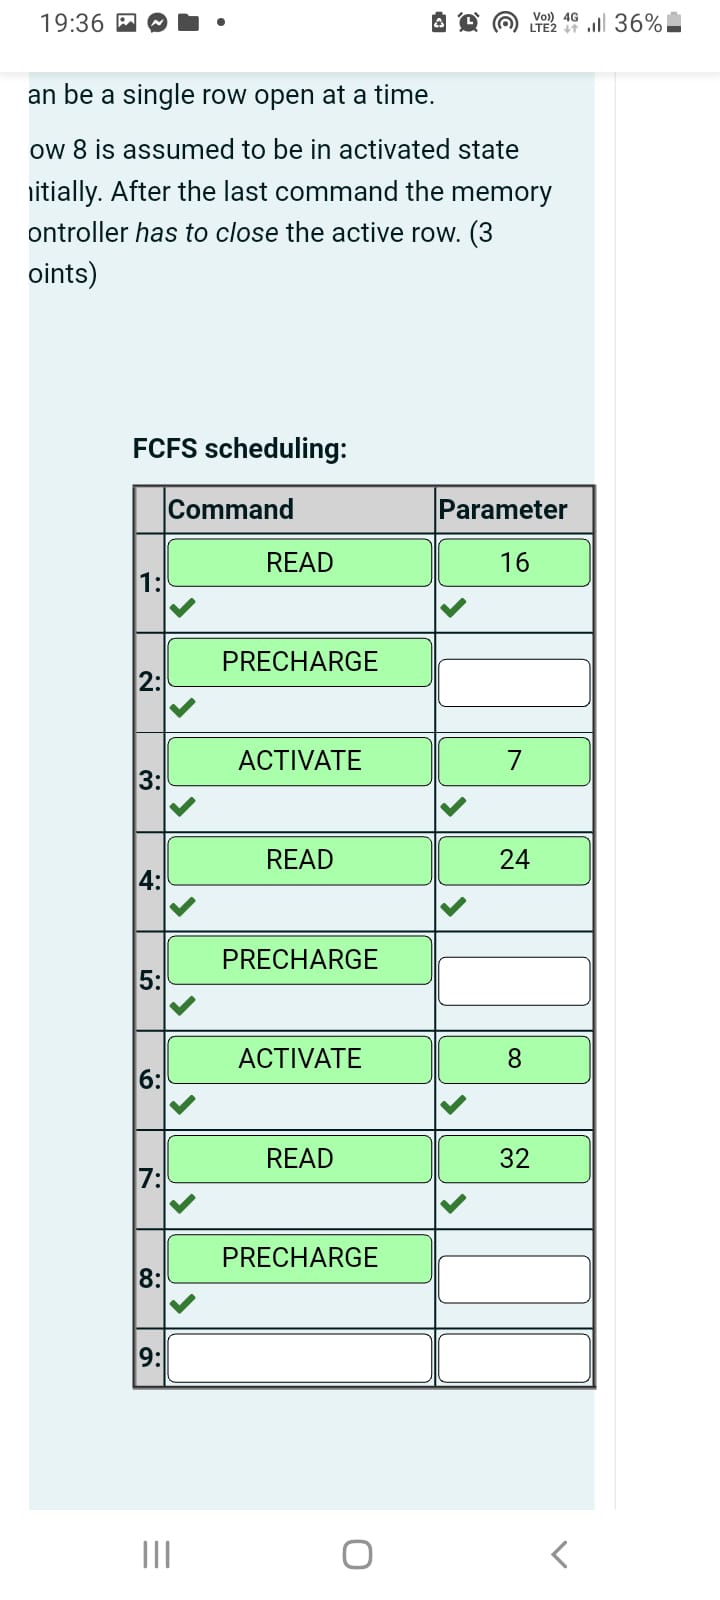 19:36
Vo)) 4G
LTE2
36%
an be a single row open at a time.
ow 8 is assumed to be in activated state
nitially. After the last command the memory
ontroller has to close the active row. (3
oints)
FCFS scheduling:
Command Parameter
1: READ 16
2: PRECHARGE
3: ACTIVATE 7
4: READ 24
5: PRECHARGE
6: ACTIVATE 8
7: READ 32
8: PRECHARGE
9: